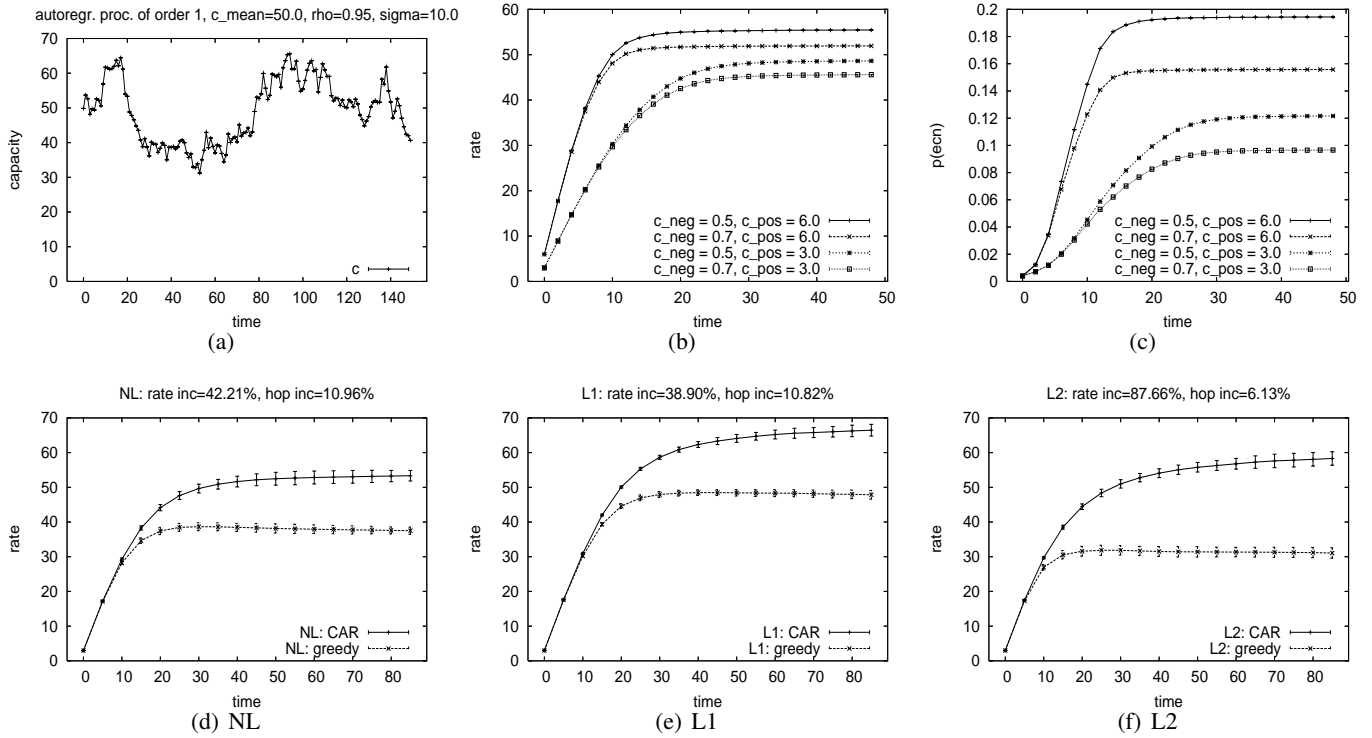 autoregr. proc. of order 1, c_mean=50.0, rho=0.95, sigma=10.0
70
60
50
40
30
20
10
0
capacity
c
0 20 40 60 80 100 120 140
time
(a)
60
50
40
30
20
10
0
rate
c_neg = 0.5, c_pos = 6.0
c_neg = 0.7, c_pos = 6.0
c_neg = 0.5, c_pos = 3.0
c_neg = 0.7, c_pos = 3.0
0 10 20 30 40 50
time
(b)
0.2
0.18
0.16
0.14
0.12
0.1
0.08
0.06
0.04
0.02
0
p(ecn)
c_neg = 0.5, c_pos = 6.0
c_neg = 0.7, c_pos = 6.0
c_neg = 0.5, c_pos = 3.0
c_neg = 0.7, c_pos = 3.0
0 10 20 30 40 50
time
(c)
NL: rate inc=42.21%, hop inc=10.96%
70
60
50
40
30
20
10
0
rate
NL: CAR
NL: greedy
0 10 20 30 40 50 60 70 80
time
(d) NL
L1: rate inc=38.90%, hop inc=10.82%
70
60
50
40
30
20
10
0
rate
L1: CAR
L1: greedy
0 10 20 30 40 50 60 70 80
time
(e) L1
L2: rate inc=87.66%, hop inc=6.13%
70
60
50
40
30
20
10
0
rate
L2: CAR
L2: greedy
0 10 20 30 40 50 60 70 80
time
(f) L2